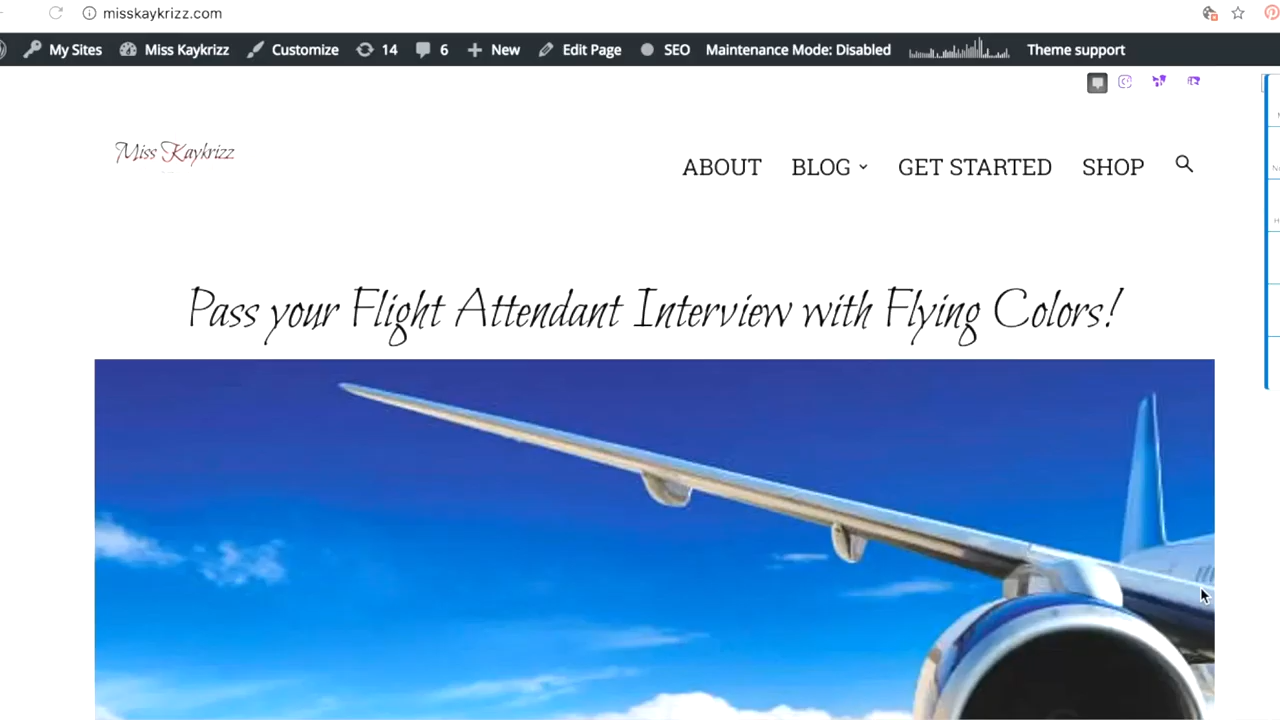 misskaykrizz.com
My Sites Miss Kaykrizz Customize 14 6 New Edit Page SEO Maintenance Mode: Disabled Theme support
Miss Kaykrizz
ABOUT BLOG GET STARTED SHOP
Pass your Flight Attendant Interview with Flying Colors!